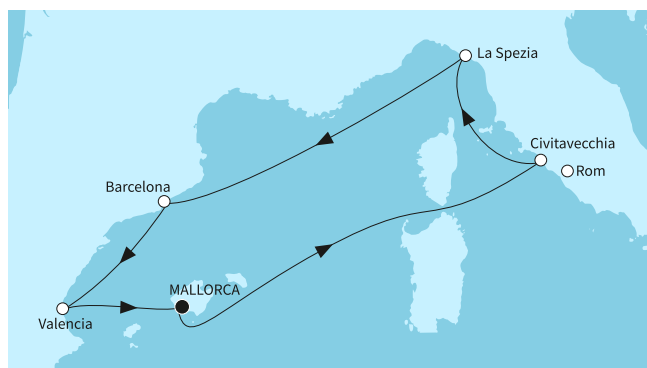 La Spezia
Civitavecchia
Rom
Barcelona
MALLORCA
Valencia